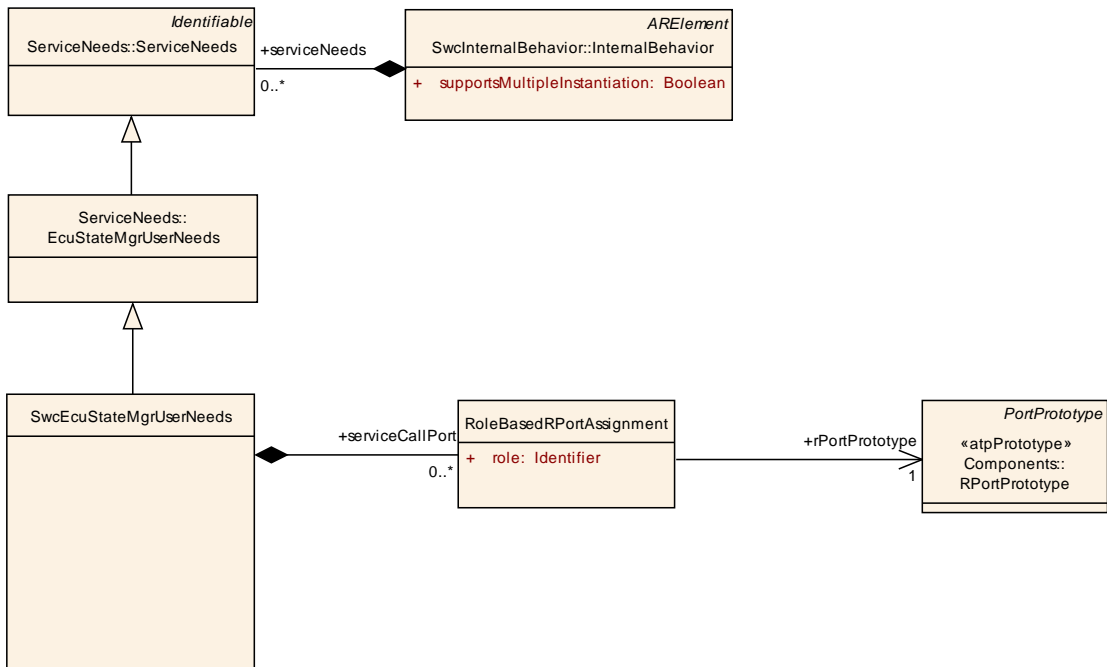 Identifiable
ServiceNeeds::ServiceNeeds
+serviceNeeds
0..*
ARElement
SwcInternalBehavior::InternalBehavior
+ supportsMultipleInstantiation: Boolean
ServiceNeeds::
EcuStateMgrUserNeeds
SwcEcuStateMgrUserNeeds
+serviceCallPort
0..*
RoleBasedRPortAssignment
+ role: Identifier
+rPortPrototype
1
PortPrototype
«atpPrototype»
Components::
RPortPrototype